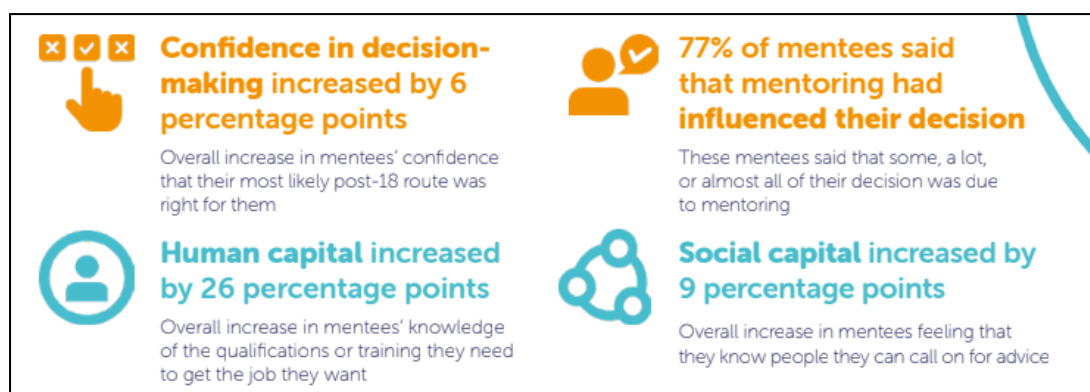 Confidence in decision-
making increased by 6
percentage points
Overall increase in mentees' confidence
that their most likely post-18 route was
right for them
77% of mentees said
that mentoring had
influenced their decision
These mentees said that some, a lot,
or almost all of their decision was due
to mentoring
Human capital increased
by 26 percentage points
Overall increase in mentees' knowledge
of the qualifications or training they need
to get the job they want
Social capital increased by
9 percentage points
Overall increase in mentees feeling that
they know people they can call on for advice